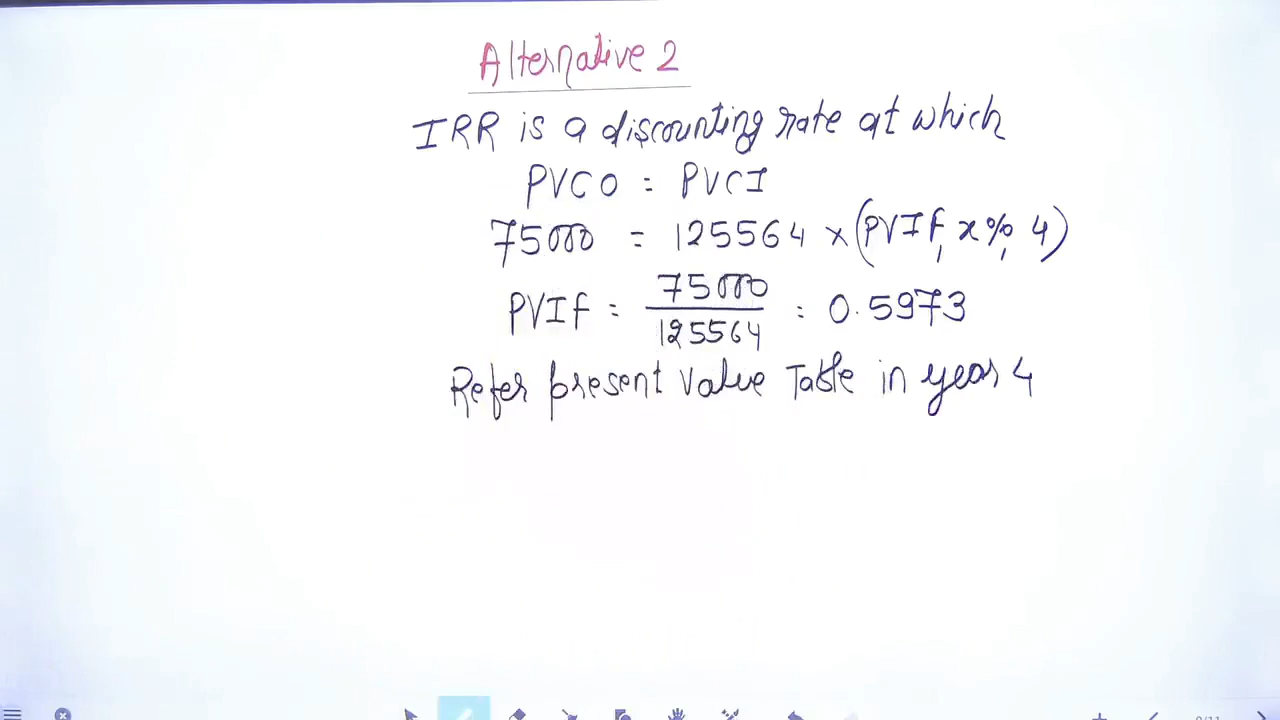 Alternative 2
IRR is a discounting rate at which
PVCO = PVCI
75000 = 125564 × (PVIF, x%, 4)
PVIF = 75000 / 125564 = 0.5973
Refer present value Table in year 4